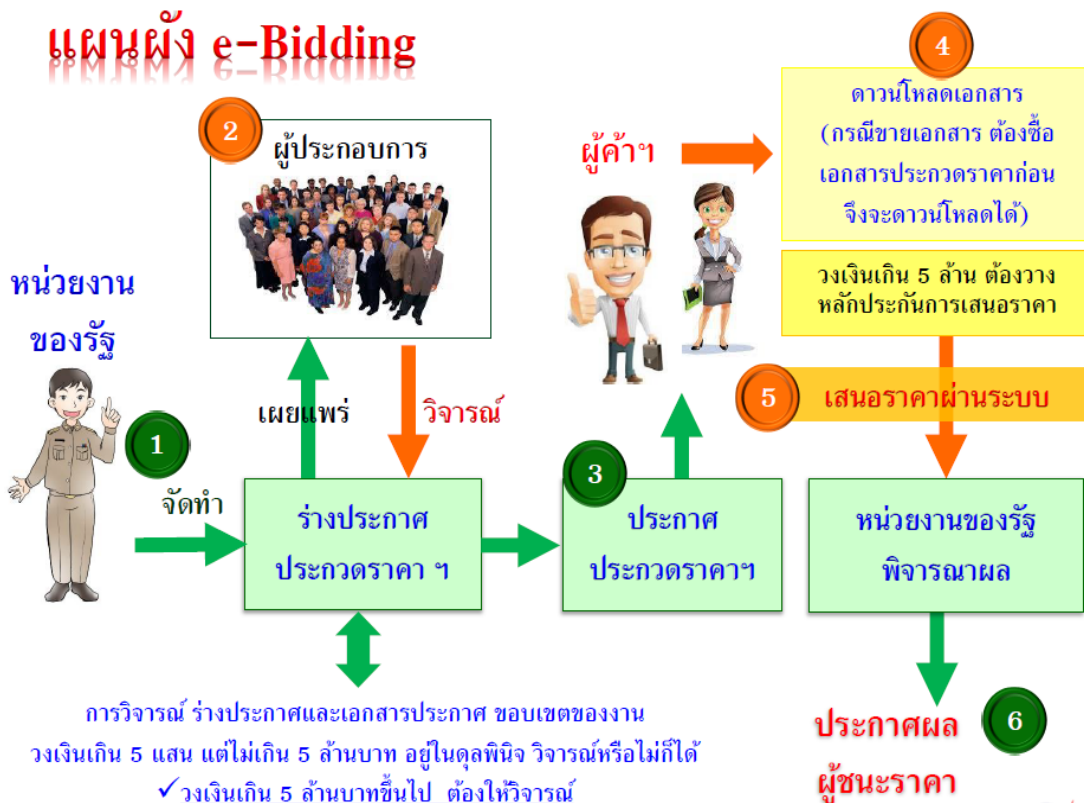 แผนผัง e-Bidding
หน่วยงาน
ของรัฐ
1
จัดทำ
ร่างประกาศ
ประกวดราคา ฯ
เผยแพร่
2
ผู้ประกอบการ
วิจารณ์
การวิจารณ์ ร่างประกาศและเอกสารประกาศ ขอบเขตของงาน
วงเงินเกิน 5 แสน แต่ไม่เกิน 5 ล้านบาท อยู่ในดุลพินิจ วิจารณ์หรือไม่ก็ได้
✓วงเงินเกิน 5 ล้านบาทขึ้นไป ต้องให้วิจารณ์
3
ประกาศ
ประกวดราคาฯ
ผู้ค้าฯ
4
ดาวน์โหลดเอกสาร
(กรณีขายเอกสาร ต้องซื้อ
เอกสารประกวดราคาก่อน
จึงจะดาวน์โหลดได้)
วงเงินเกิน 5 ล้าน ต้องวาง
หลักประกันการเสนอราคา
5
เสนอราคาผ่านระบบ
หน่วยงานของรัฐ
พิจารณาผล
6
ประกาศผล
ผู้ชนะราคา